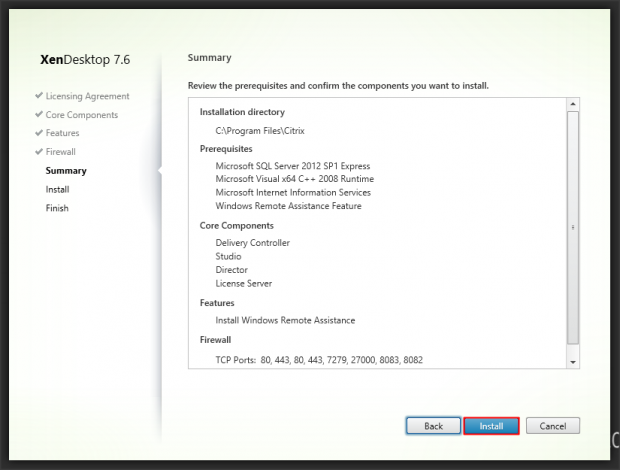 XenDesktop 7.6
Licensing Agreement
Core Components
Features
Firewall
Summary
Install
Finish
Summary
Review the prerequisites and confirm the components you want to install.
Installation directory
C:\Program Files\Citrix
Prerequisites
Microsoft SQL Server 2012 SP1 Express
Microsoft Visual x64 C++ 2008 Runtime
Microsoft Internet Information Services
Windows Remote Assistance Feature
Core Components
Delivery Controller
Studio
Director
License Server
Features
Install Windows Remote Assistance
Firewall
TCP Ports: 80, 443, 80, 443, 7279, 27000, 8083, 8082
Back
Install
Cancel